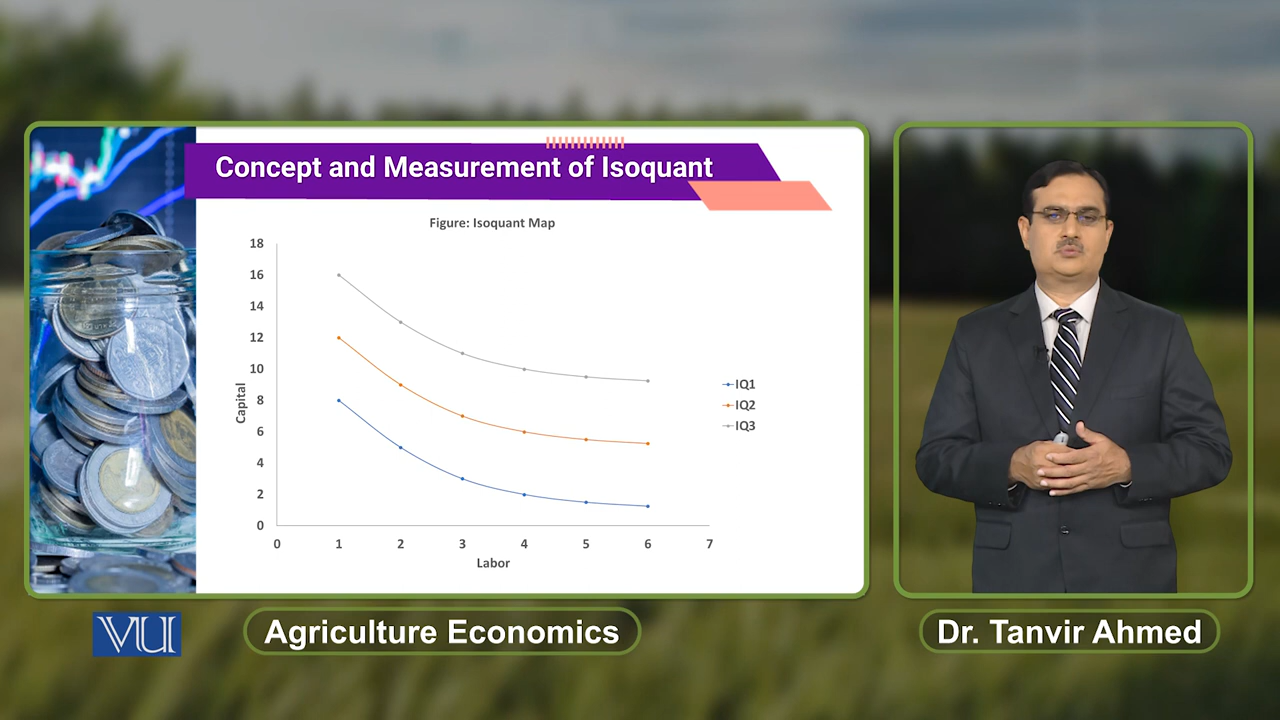 Concept and Measurement of Isoquant
Figure: Isoquant Map
18
16
14
12
10
8
6
4
2
0
Capital
0 1 2 3 4 5 6 7
Labor
IQ1
IQ2
IQ3
VU
Agriculture Economics
Dr. Tanvir Ahmed